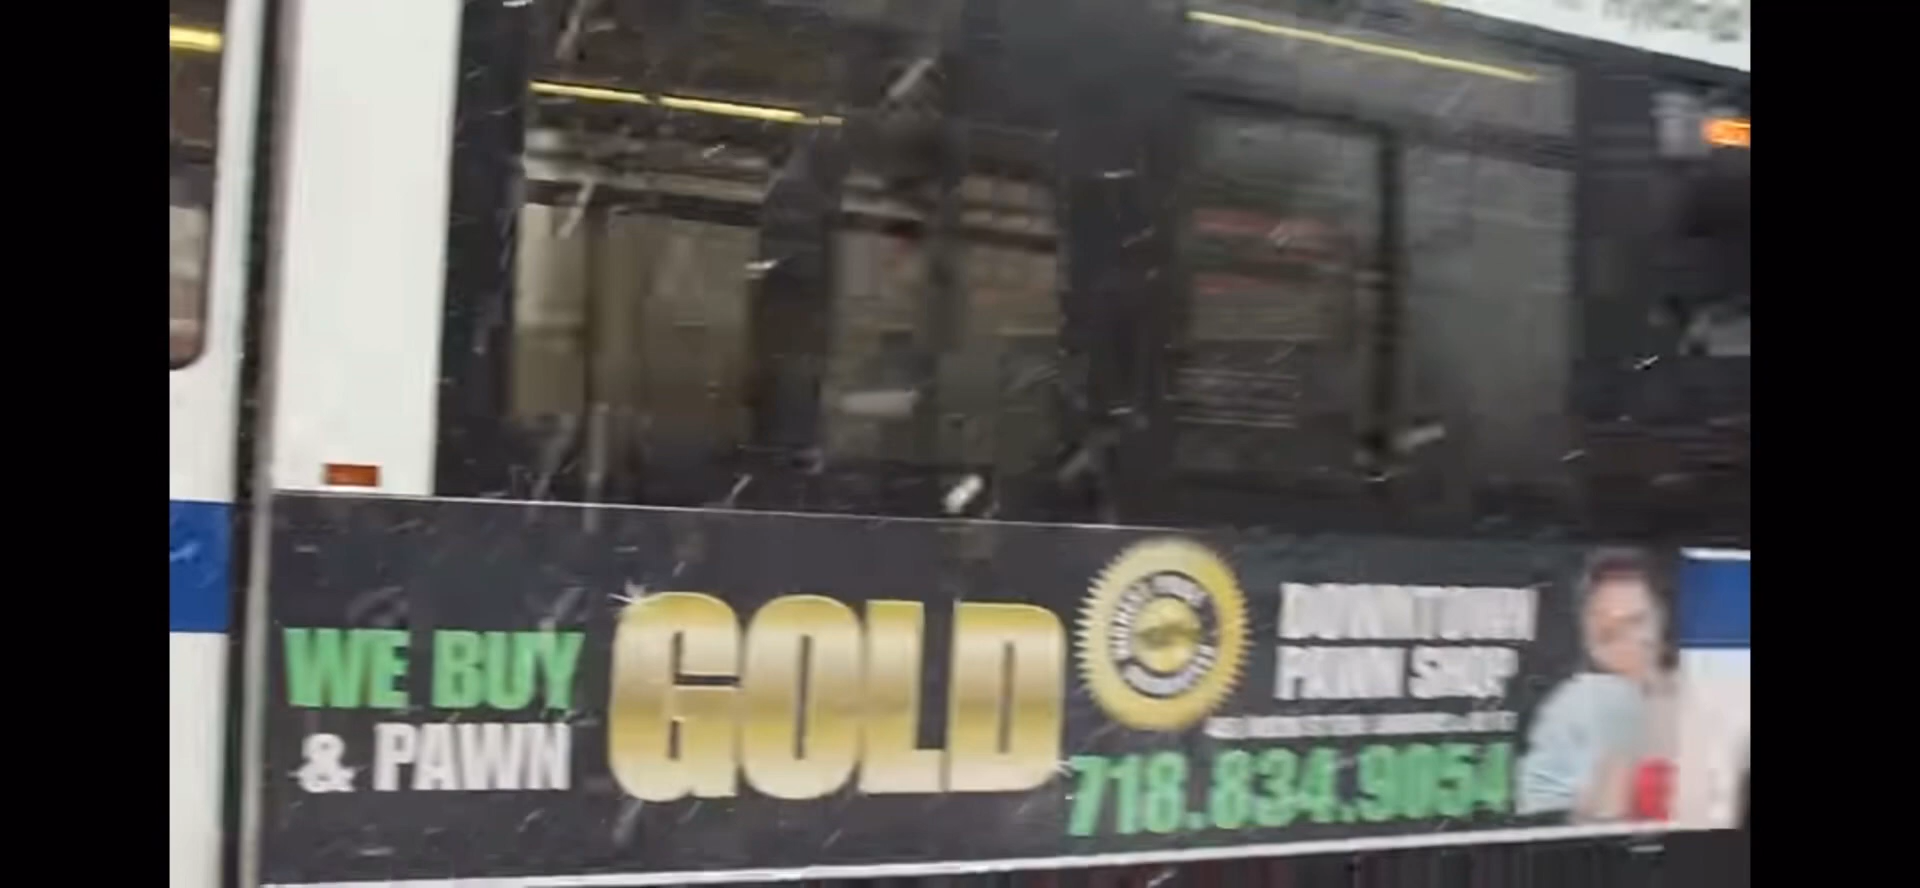 WE BUY
& PAWN
GOLD
DOWNTOWN
PAWN SHOP
718.834.9054